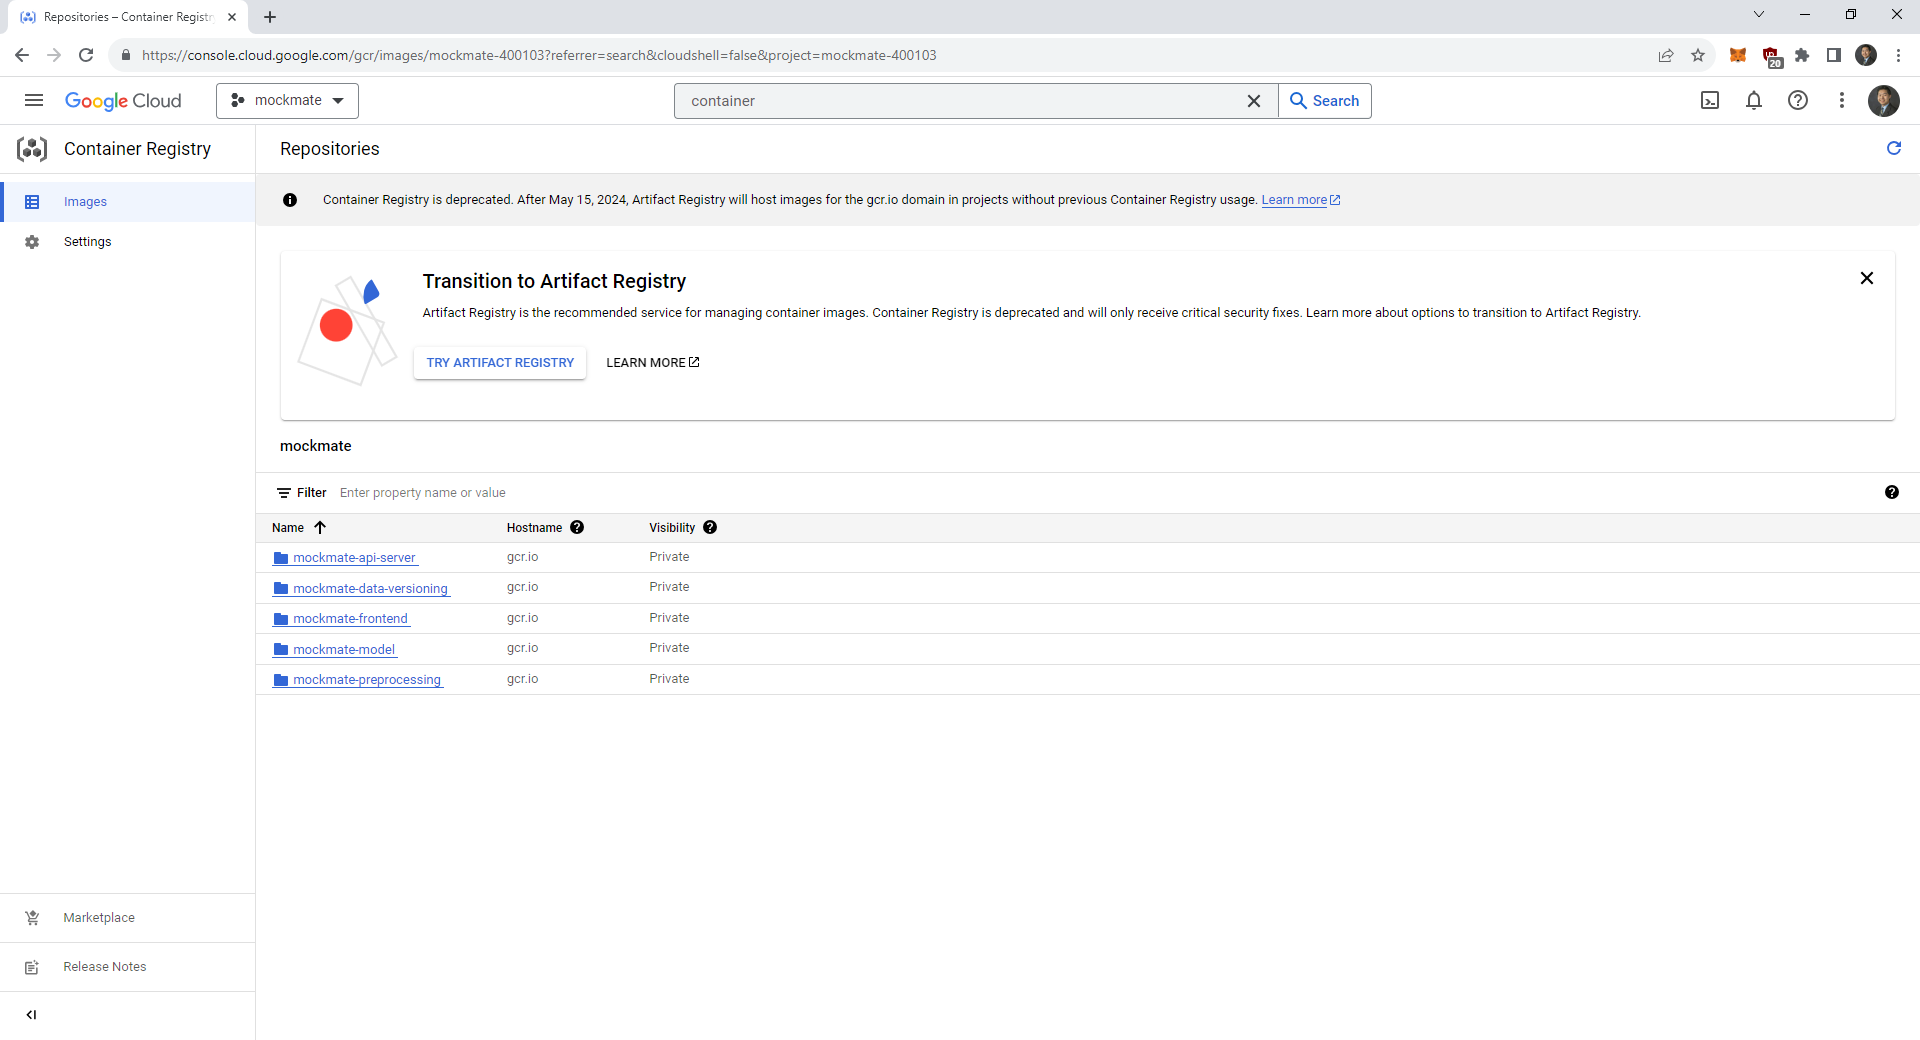 Repositories – Container Registry
https://console.cloud.google.com/gcr/images/mockmate-400103?referrer=search&cloudshell=false&project=mockmate-400103
20
Google Cloud
mockmate
container
Search
Container Registry
Repositories
Images
Settings
Container Registry is deprecated. After May 15, 2024, Artifact Registry will host images for the gcr.io domain in projects without previous Container Registry usage. Learn more
Transition to Artifact Registry
Artifact Registry is the recommended service for managing container images. Container Registry is deprecated and will only receive critical security fixes. Learn more about options to transition to Artifact Registry.
TRY ARTIFACT REGISTRY LEARN MORE
mockmate
Filter Enter property name or value
Name Hostname Visibility
mockmate-api-server gcr.io Private
mockmate-data-versioning gcr.io Private
mockmate-frontend gcr.io Private
mockmate-model gcr.io Private
mockmate-preprocessing gcr.io Private
Marketplace
Release Notes